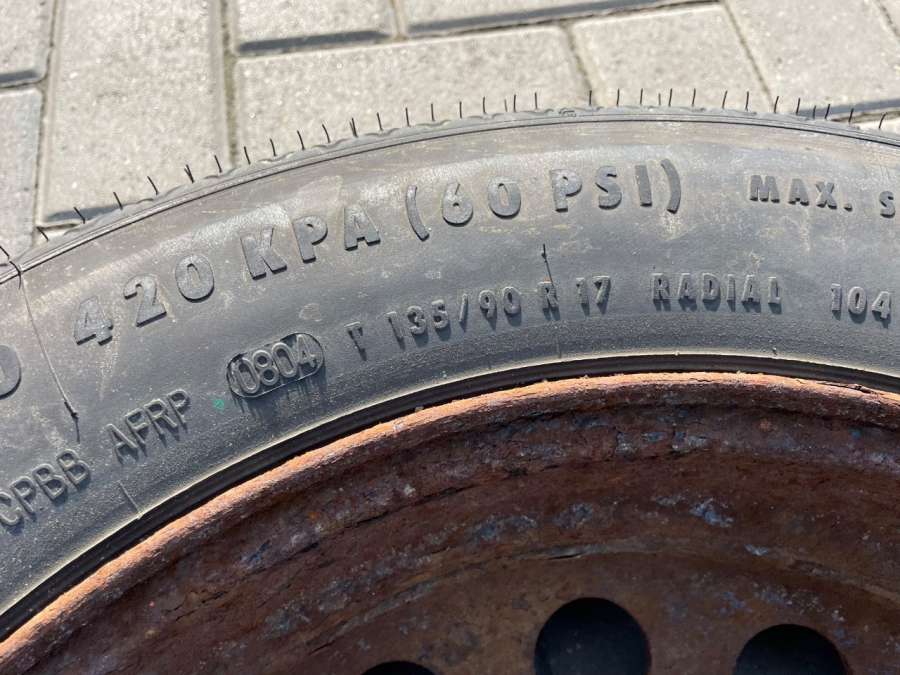 420 KPA (60 PSI) MAX. S
CPBB AFRP 0804 T 135/90 R 17 RADIAL 104